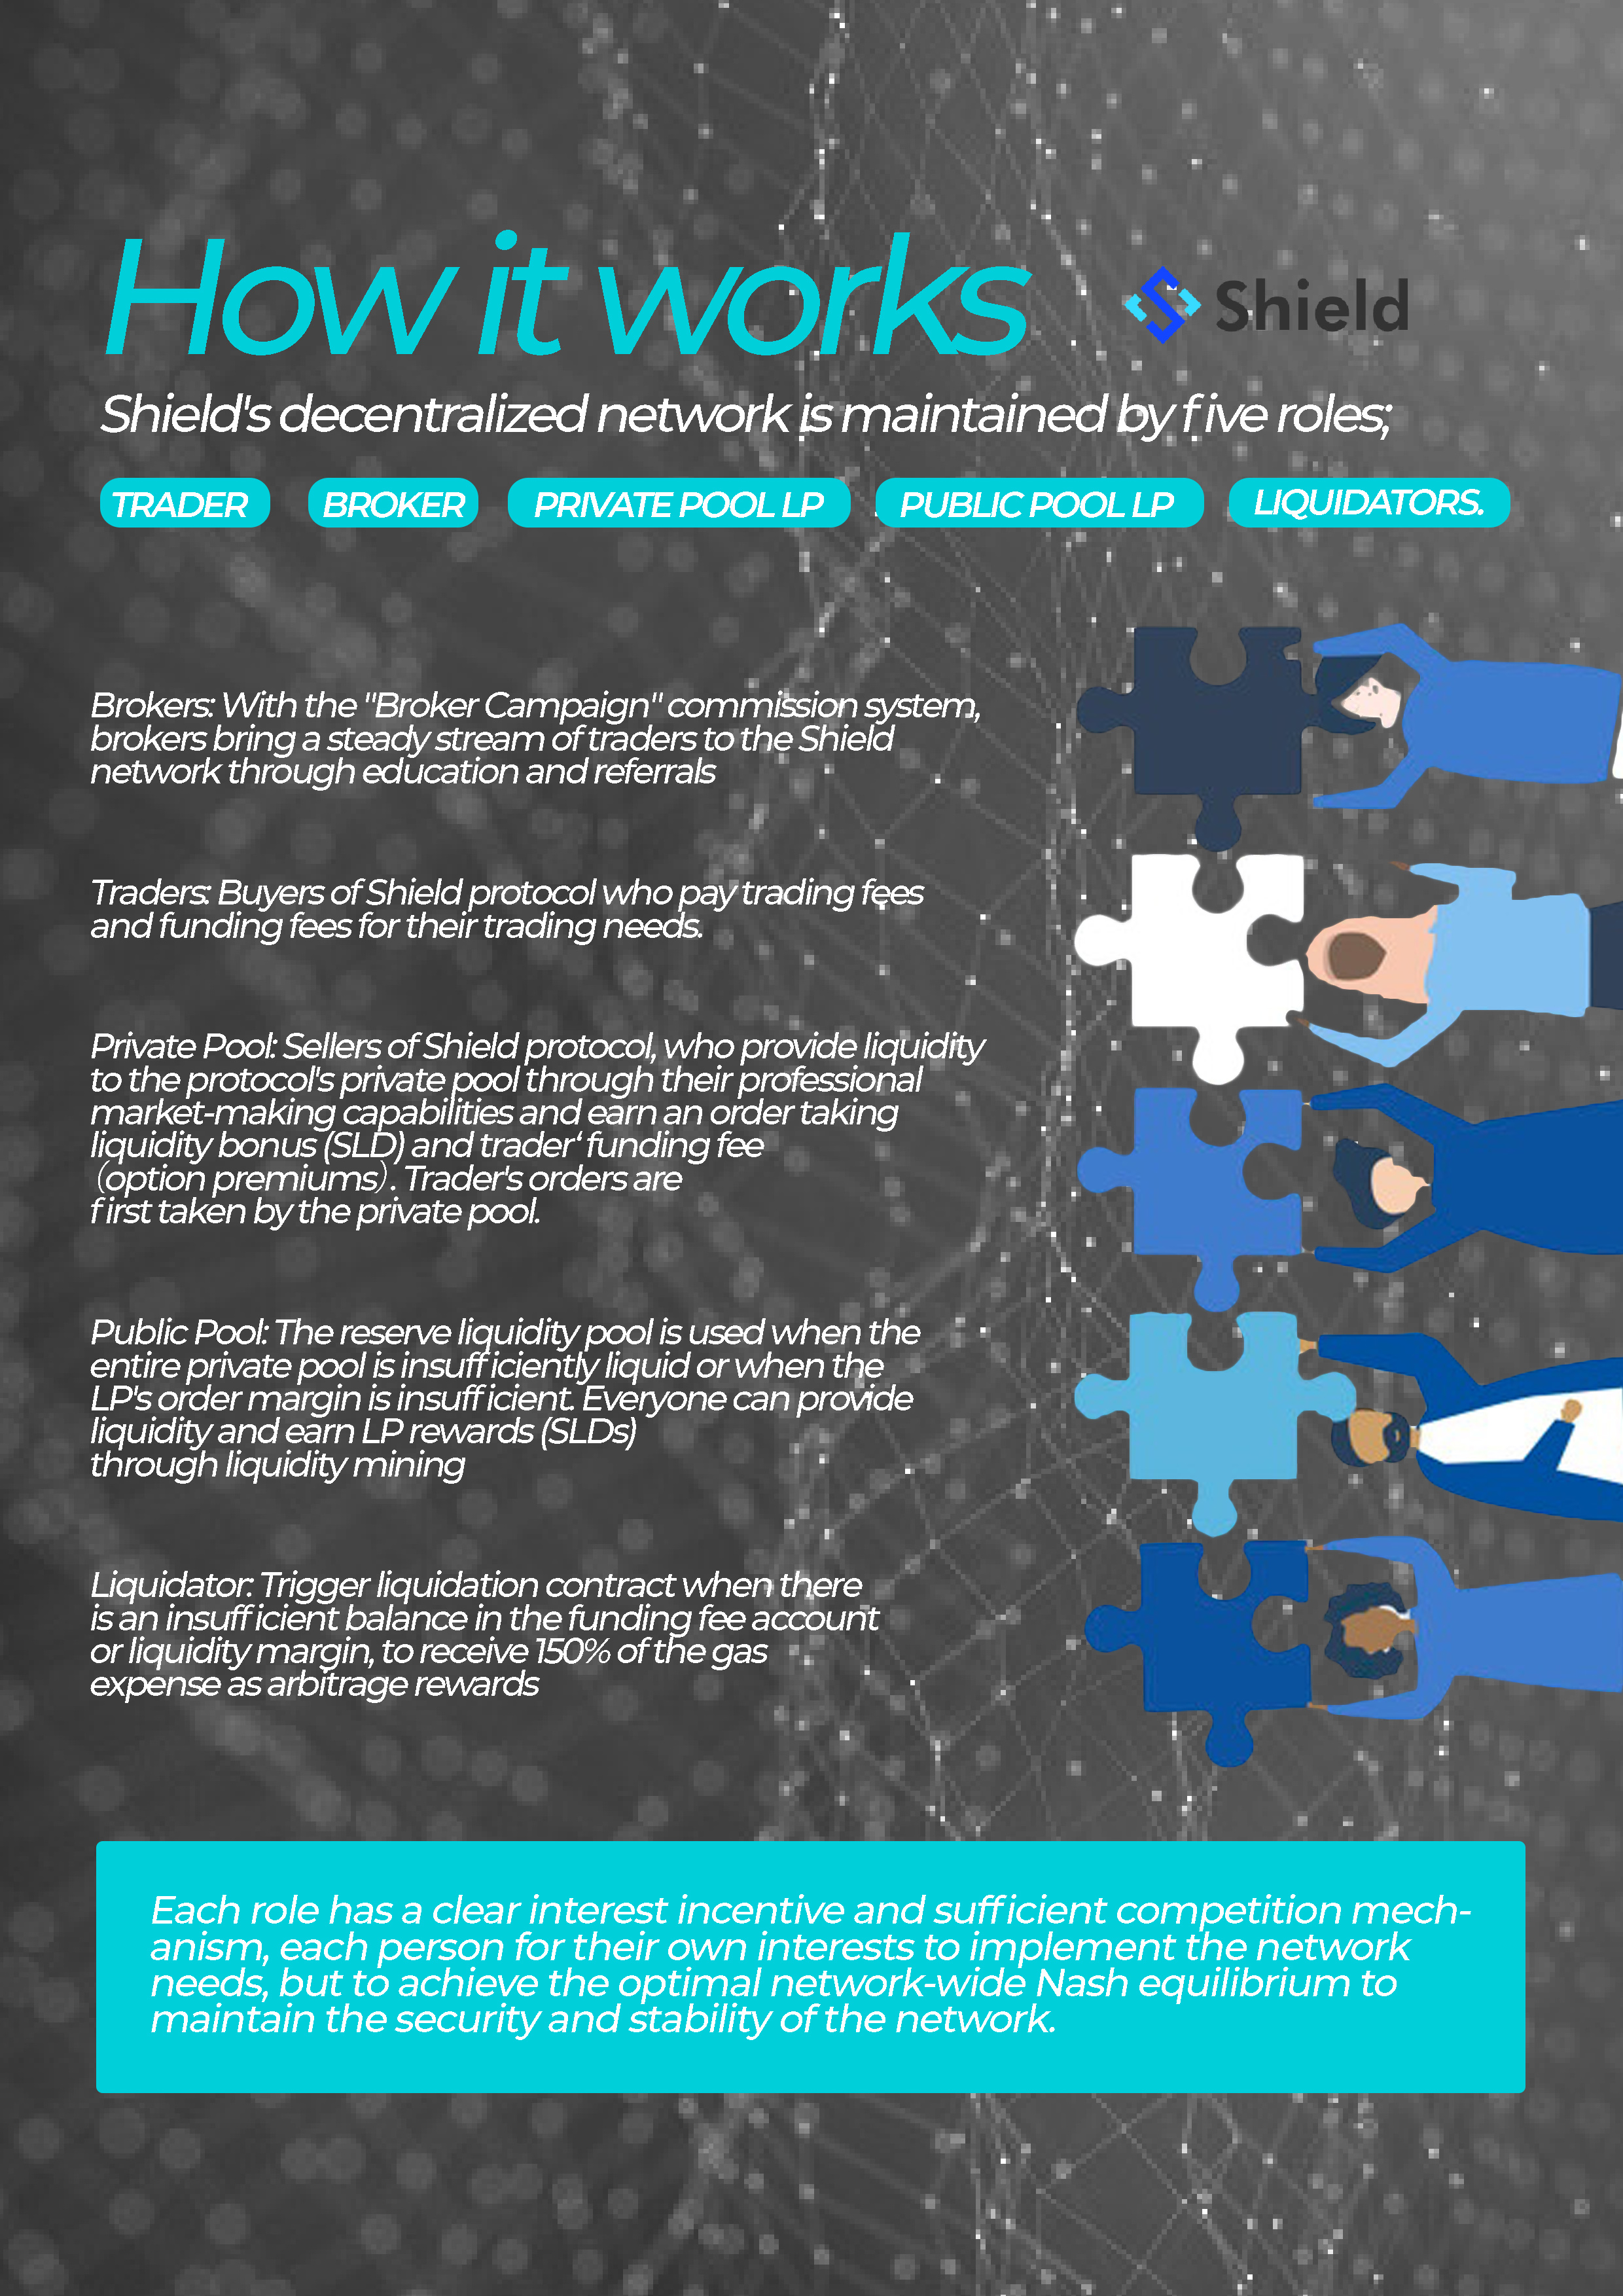 How it works
Shield
Shield's decentralized network is maintained by five roles;
TRADER
BROKER
PRIVATE POOL LP
PUBLIC POOL LP
LIQUIDATORS.
Brokers: With the "Broker Campaign" commission system,
brokers bring a steady stream of traders to the Shield
network through education and referrals
Traders: Buyers of Shield protocol who pay trading fees
and funding fees for their trading needs.
Private Pool: Sellers of Shield protocol, who provide liquidity
to the protocol's private pool through their professional
market-making capabilities and earn an order taking
liquidity bonus (SLD) and trader‘ funding fee
（option premiums）. Trader's orders are
first taken by the private pool.
Public Pool: The reserve liquidity pool is used when the
entire private pool is insufficiently liquid or when the
LP's order margin is insufficient. Everyone can provide
liquidity and earn LP rewards (SLDs)
through liquidity mining
Liquidator: Trigger liquidation contract when there
is an insufficient balance in the funding fee account
or liquidity margin, to receive 150% of the gas
expense as arbitrage rewards
Each role has a clear interest incentive and sufficient competition mech-
anism, each person for their own interests to implement the network
needs, but to achieve the optimal network-wide Nash equilibrium to
maintain the security and stability of the network.